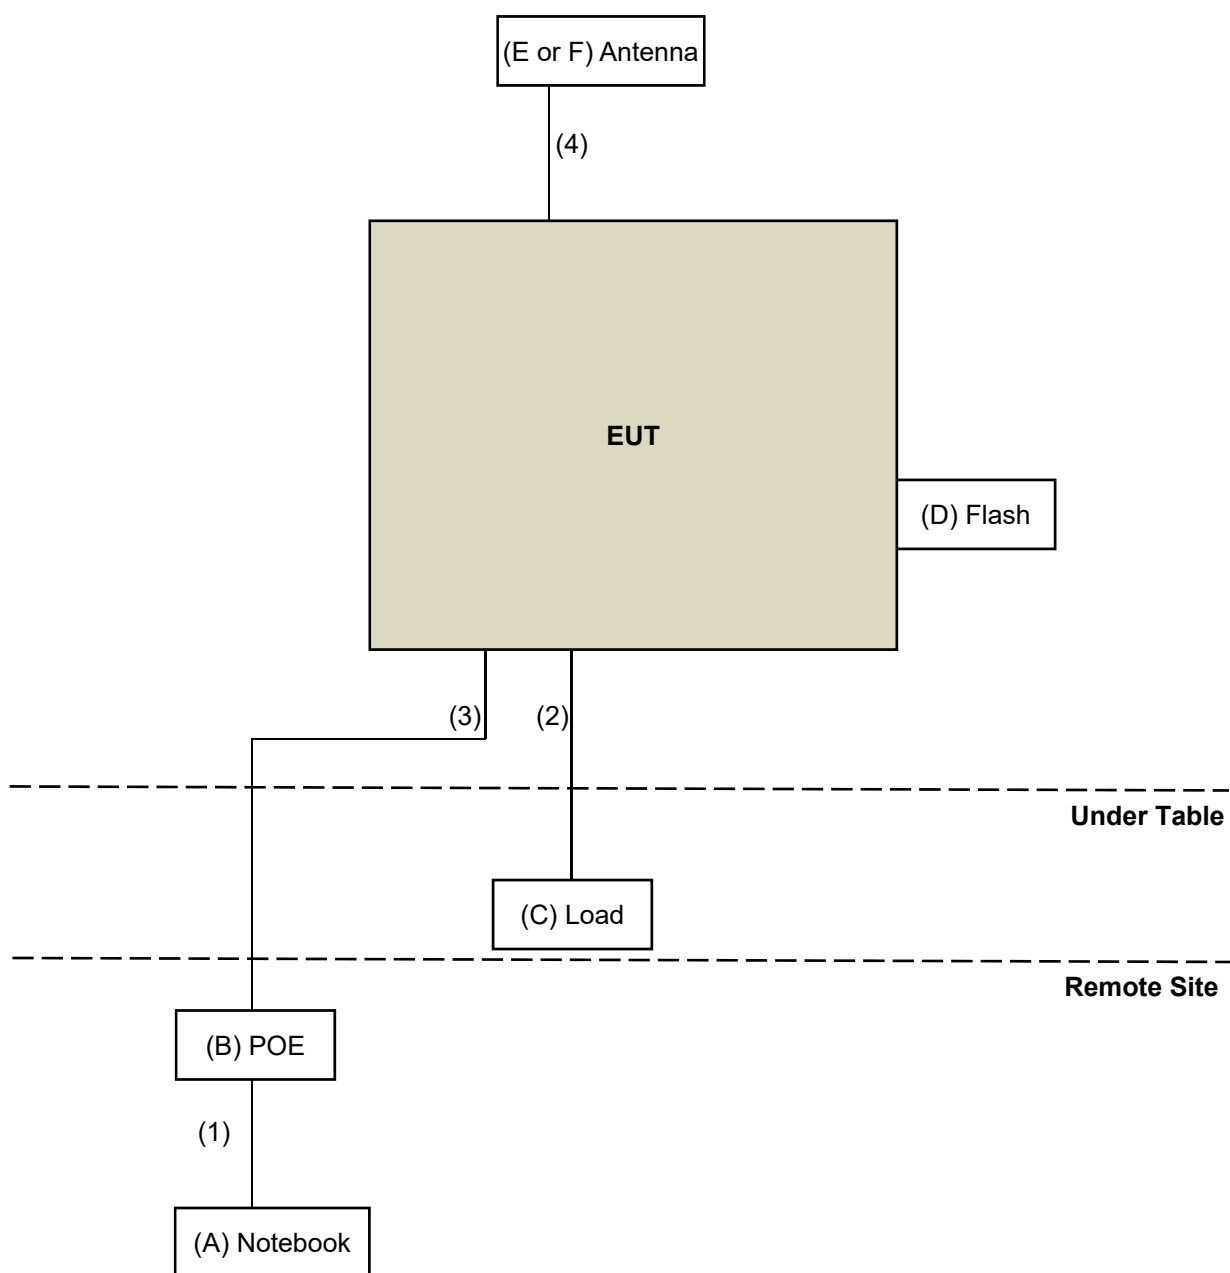 (E or F) Antenna
(4)
EUT
(D) Flash
(3)
(2)
Under Table
(C) Load
Remote Site
(B) POE
(1)
(A) Notebook